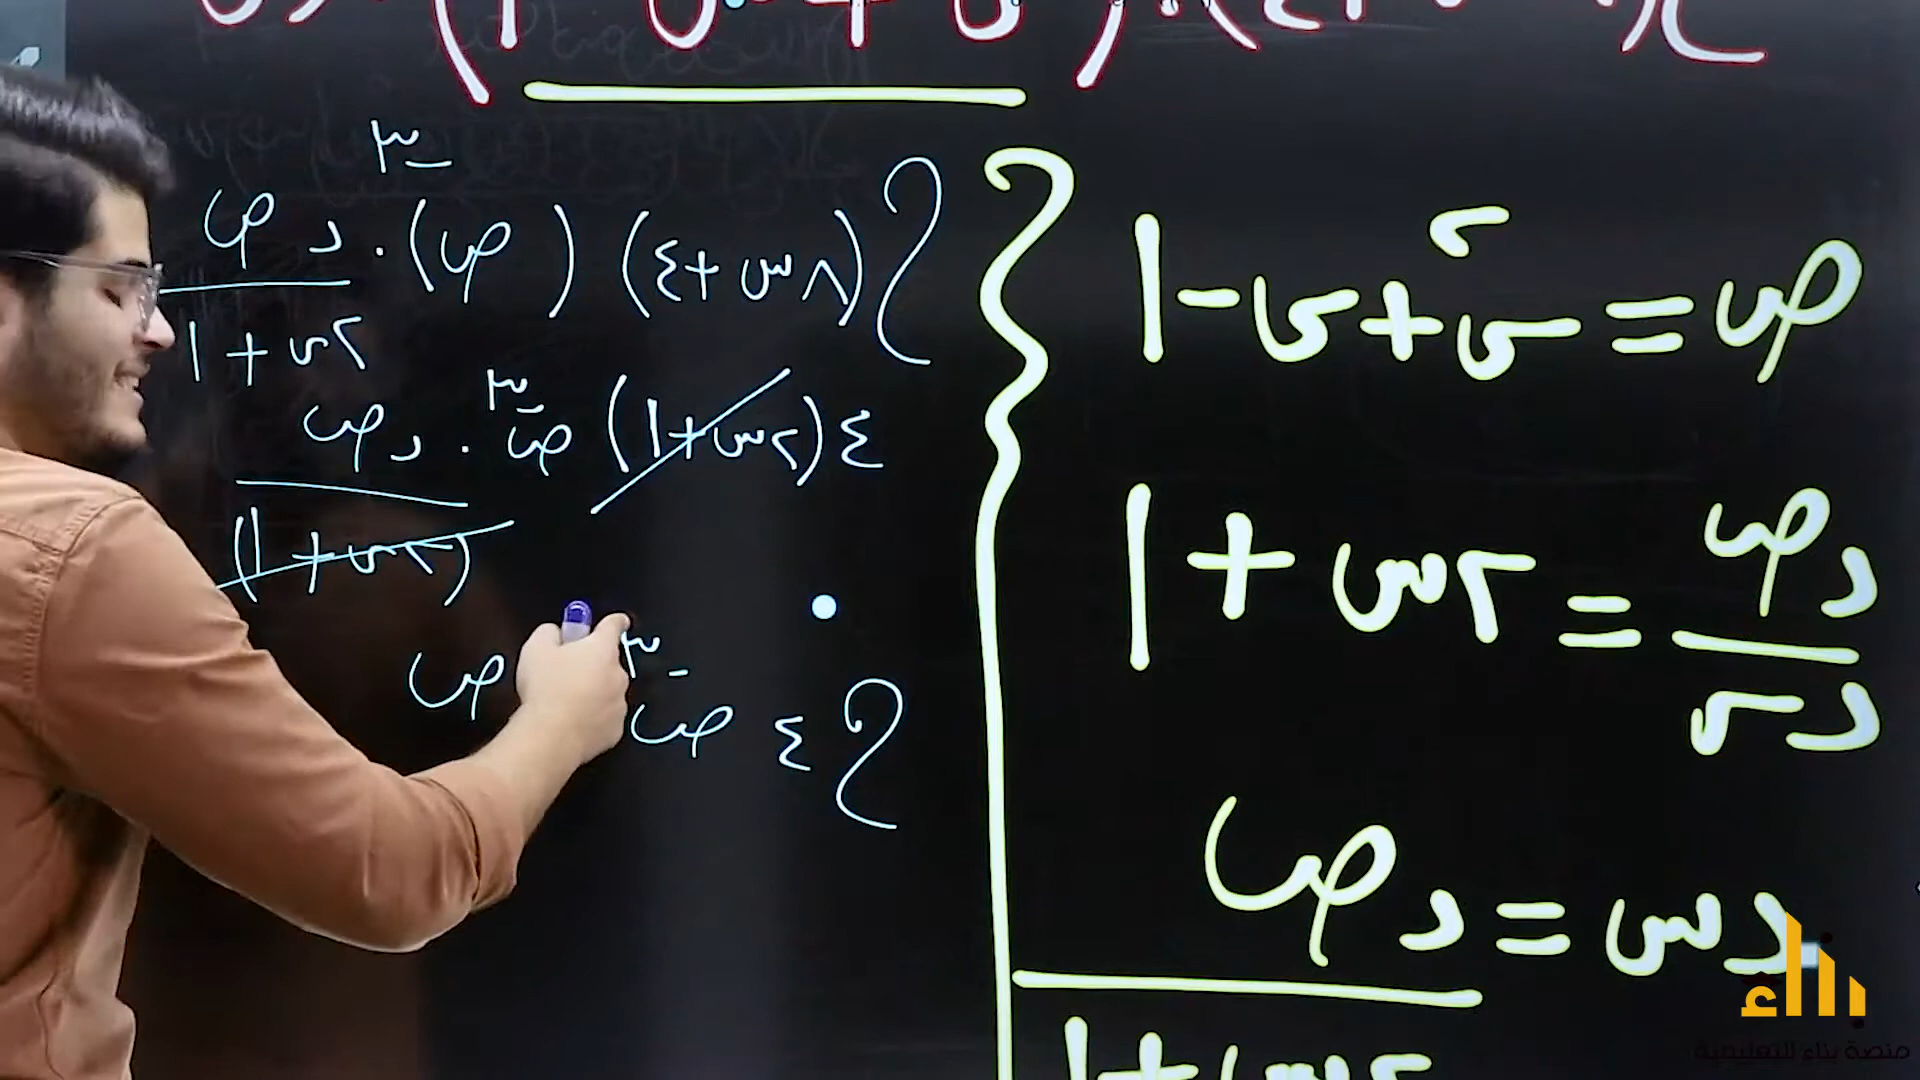 ص = س٢ + س - ١
دص/دس = ٢س + ١
دس = دص/(٢س + ١)
∫(٨س + ٤)(ص)^-٣ . دص/(٢س + ١)
٤(٢س + ١) ص^-٣ . دص/(٢س + ١)
∫٤ ص^-٣ ص
بناء
منصة بناء التعليمية